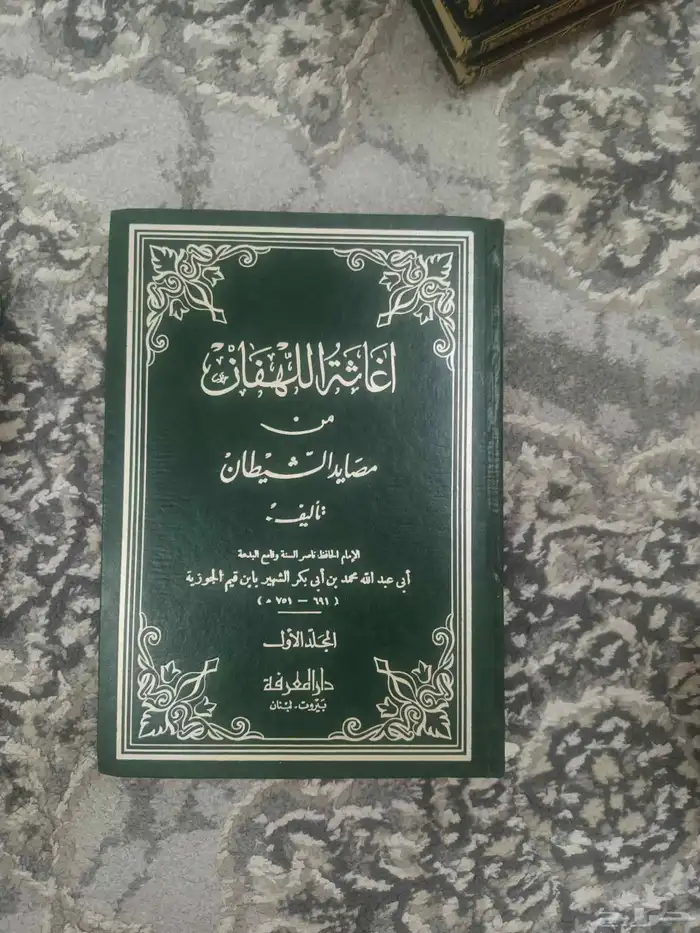 اغاثة اللهفان
من
مصايد الشيطان
تأليف
الإمام الحافظ ناصر السنة وقامع البدعة
أبي عبد الله محمد بن أبي بكر الشهير بابن قيم الجوزية
( ٦٩١ — ٧٥١ ه )
المجلد الأول
دار المعرفة
بيروت - لبنان
حراج